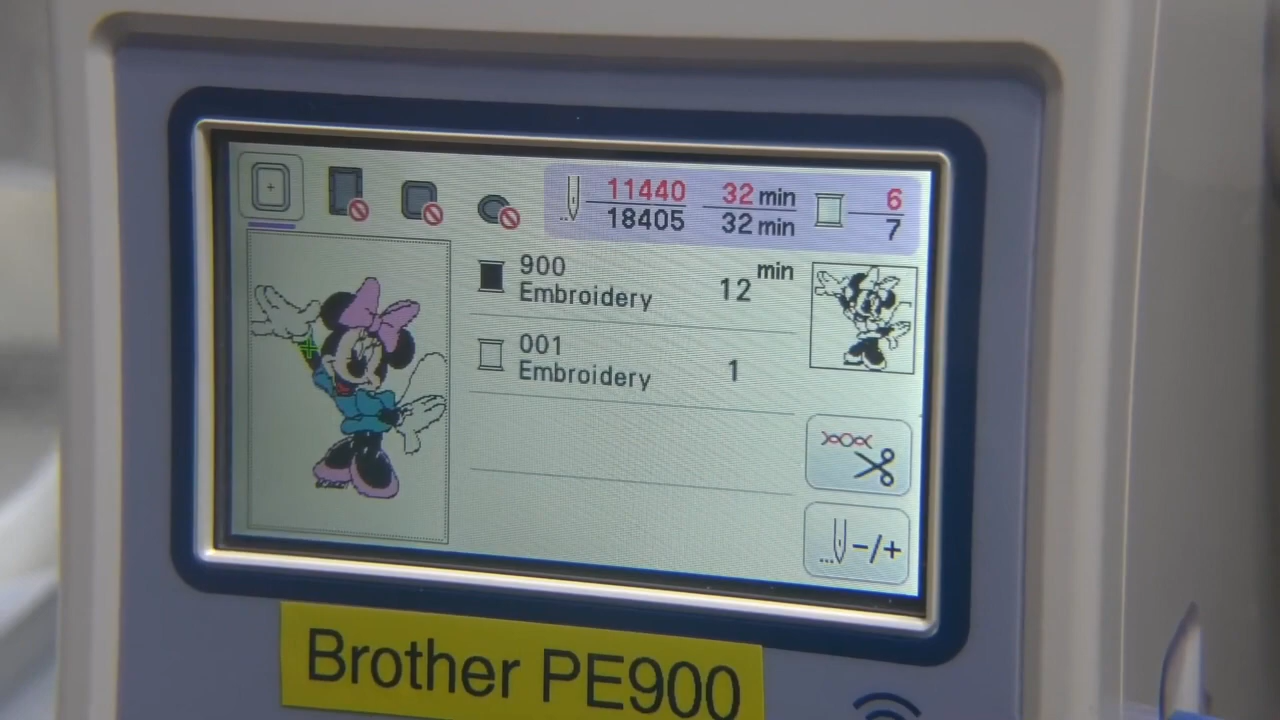 11440 32 min 6
18405 32 min 7
900 min
Embroidery 12
001
Embroidery 1
-/+
Brother PE900